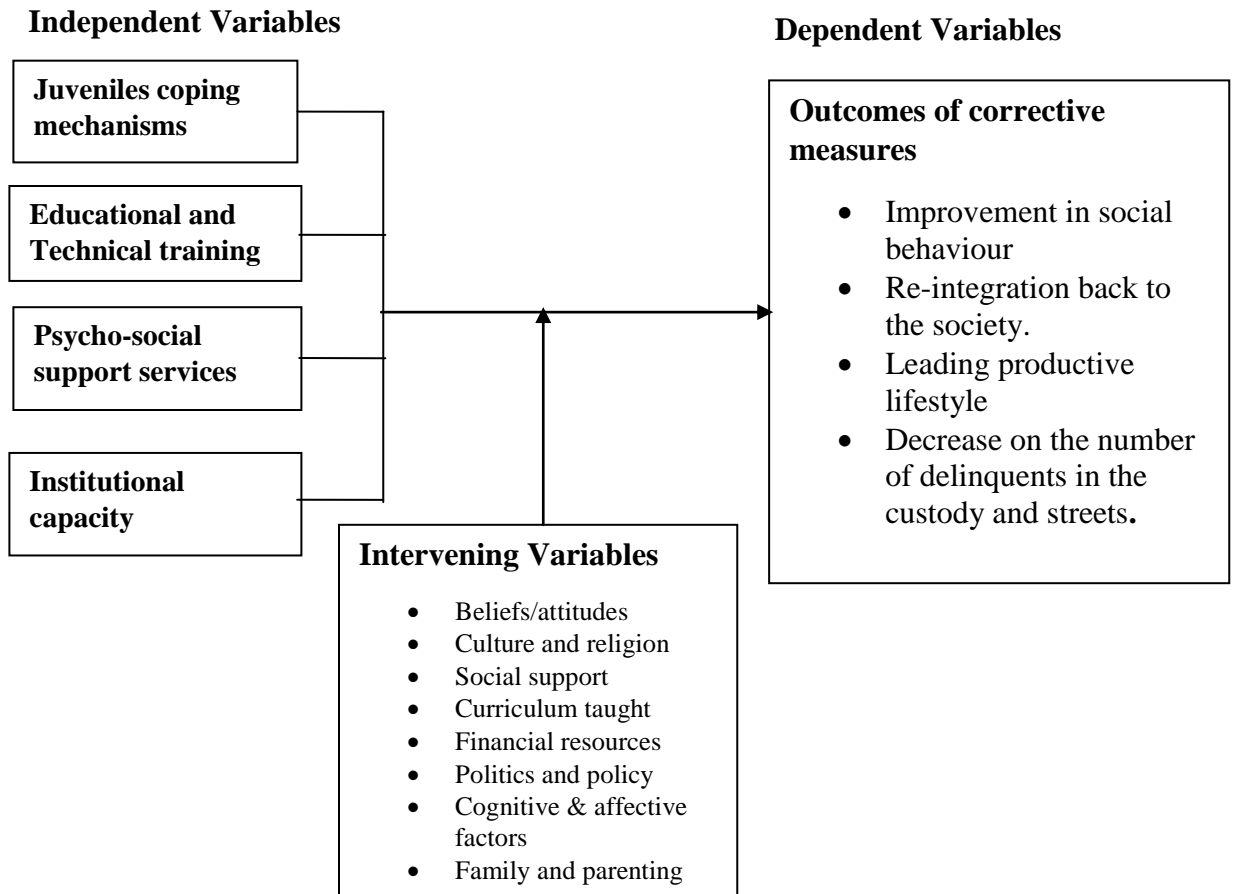 Independent Variables
Juveniles coping
mechanisms
Educational and
Technical training
Psycho-social
support services
Institutional
capacity
Intervening Variables
• Beliefs/attitudes
• Culture and religion
• Social support
• Curriculum taught
• Financial resources
• Politics and policy
• Cognitive & affective
factors
• Family and parenting
Dependent Variables
Outcomes of corrective
measures
• Improvement in social
behaviour
• Re-integration back to
the society.
• Leading productive
lifestyle
• Decrease on the number
of delinquents in the
custody and streets.